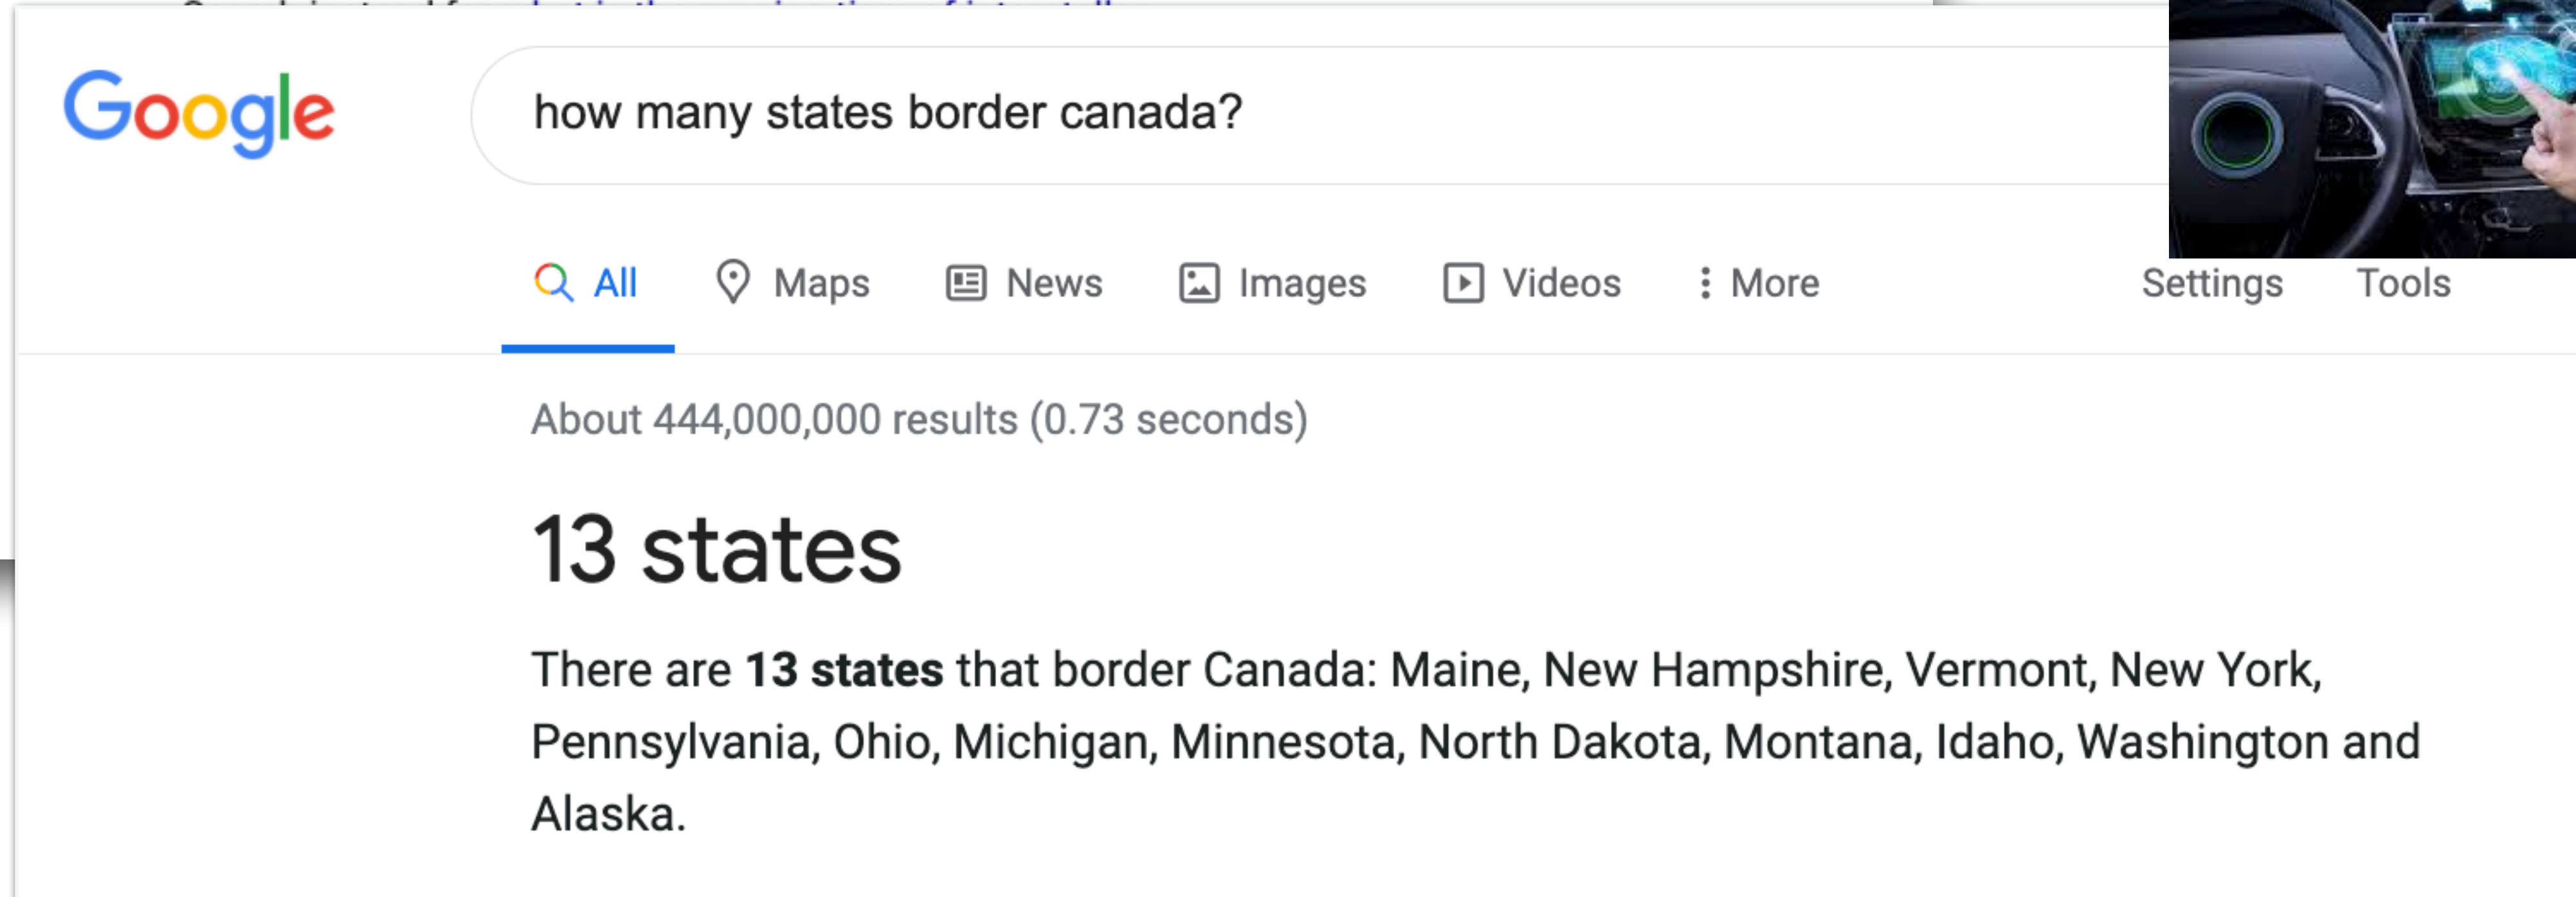 Google
how many states border canada?
All Maps News Images Videos More Settings Tools
About 444,000,000 results (0.73 seconds)
13 states
There are 13 states that border Canada: Maine, New Hampshire, Vermont, New York,
Pennsylvania, Ohio, Michigan, Minnesota, North Dakota, Montana, Idaho, Washington and
Alaska.